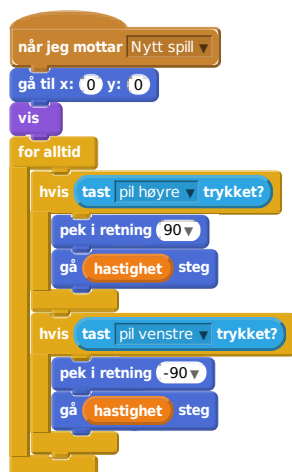 når jeg mottar Nytt spill
gå til x: 0 y: 0
vis
for alltid
hvis tast pil høyre trykket?
pek i retning 90
gå hastighet steg
hvis tast pil venstre trykket?
pek i retning -90
gå hastighet steg